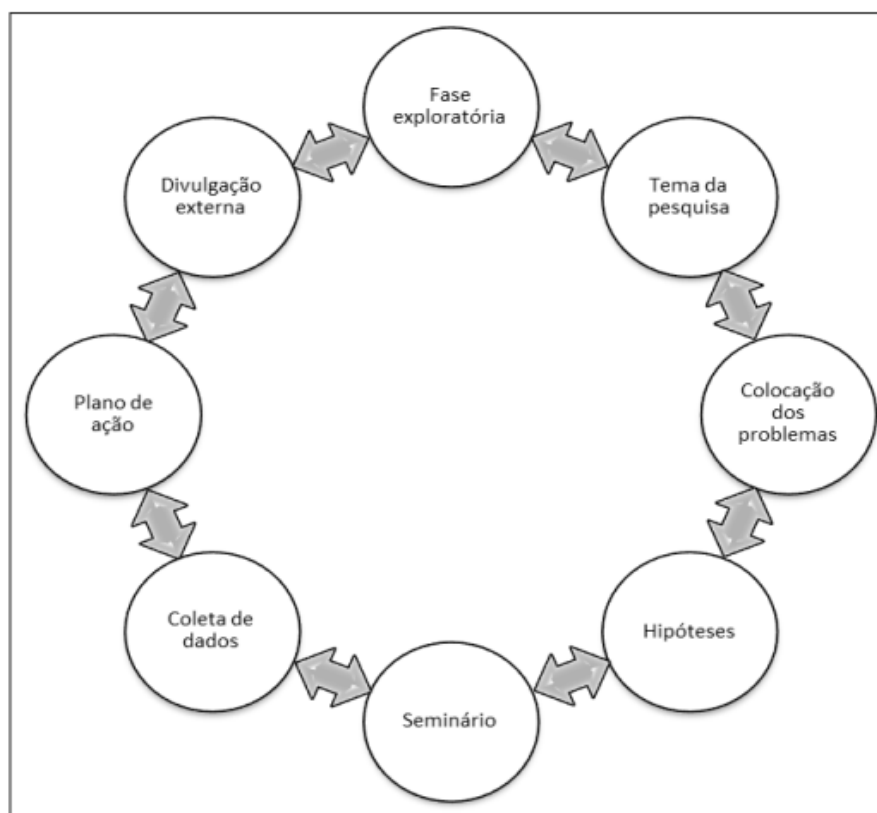 Fase
exploratória
Tema da
pesquisa
Colocação
dos
problemas
Hipóteses
Seminário
Coleta de
dados
Plano de
ação
Divulgação
externa